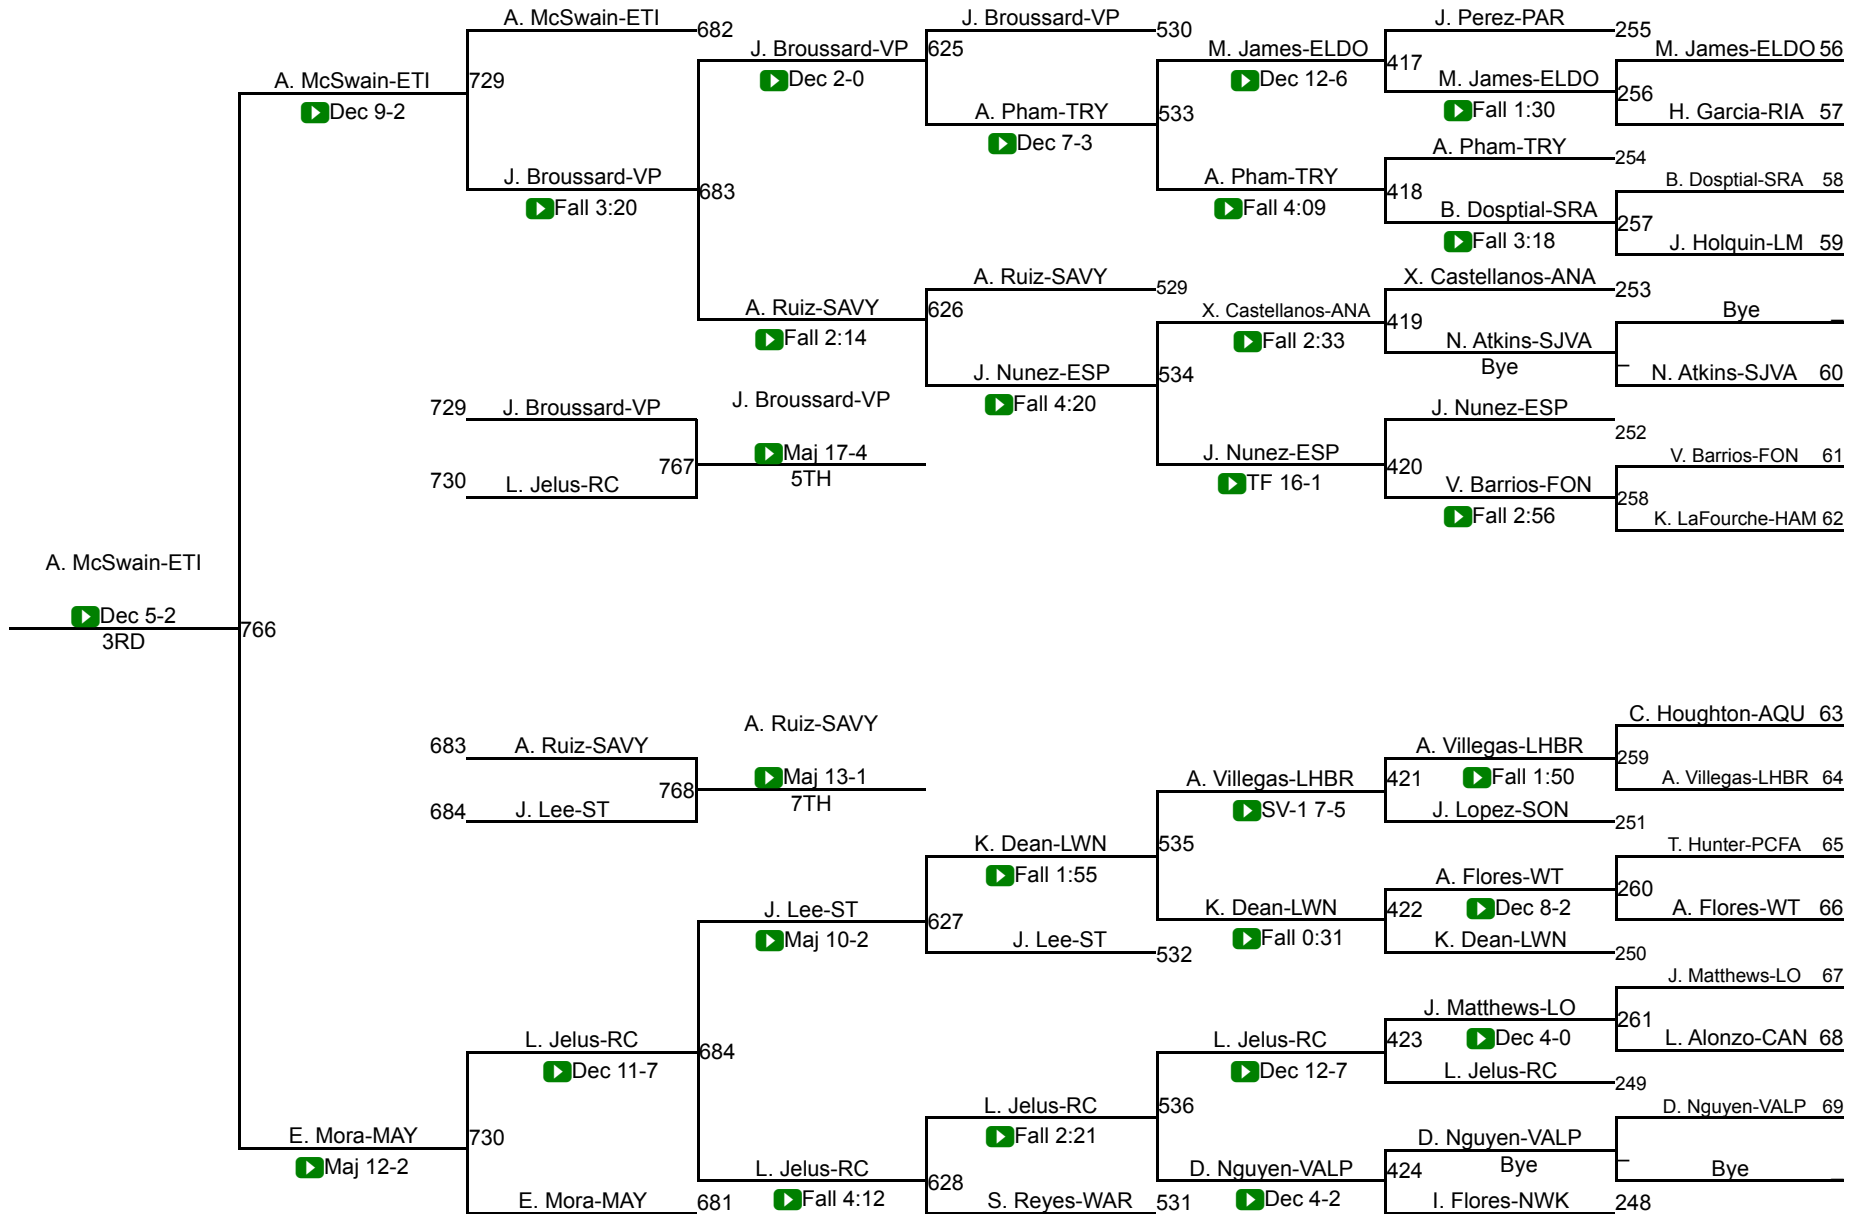 A. McSwain-ETI
682
J. Broussard-VP
530
J. Perez-PAR
255
J. Broussard-VP
625
M. James-ELDO
M. James-ELDO 56
Dec 2-0
Dec 12-6
417
A. McSwain-ETI
729
M. James-ELDO
256
Dec 9-2
A. Pham-TRY
533
Fall 1:30
H. Garcia-RIA 57
Dec 7-3
A. Pham-TRY
254
J. Broussard-VP
683
A. Pham-TRY
418
B. Dosptial-SRA 58
Fall 3:20
Fall 4:09
B. Dosptial-SRA
257
Fall 3:18
J. Holquin-LM 59
A. Ruiz-SAVY
529
X. Castellanos-ANA
253
A. Ruiz-SAVY
626
X. Castellanos-ANA
419
Bye _
Fall 2:14
Fall 2:33
N. Atkins-SJVA
_
J. Nunez-ESP
534
Bye
N. Atkins-SJVA 60
Fall 4:20
729 J. Broussard-VP
J. Broussard-VP
J. Nunez-ESP
252
767
Maj 17-4
J. Nunez-ESP
420
V. Barrios-FON 61
5TH
TF 16-1
730 L. Jelus-RC
V. Barrios-FON
258
Fall 2:56
K. LaFourche-HAM 62
A. McSwain-ETI
Dec 5-2
766
3RD
C. Houghton-AQU 63
A. Ruiz-SAVY
683 A. Ruiz-SAVY
A. Villegas-LHBR
259
768
Maj 13-1
A. Villegas-LHBR
421
Fall 1:50
A. Villegas-LHBR 64
7TH
684 J. Lee-ST
SV-1 7-5
J. Lopez-SON
251
K. Dean-LWN
535
T. Hunter-PCFA 65
Fall 1:55
A. Flores-WT
260
J. Lee-ST
627
K. Dean-LWN
422
Dec 8-2
A. Flores-WT 66
Maj 10-2
J. Lee-ST
532
Fall 0:31
K. Dean-LWN
250
J. Matthews-LO 67
J. Matthews-LO
261
L. Jelus-RC
684
L. Jelus-RC
423
Dec 4-0
L. Alonzo-CAN 68
Dec 11-7
Dec 12-7
L. Jelus-RC
249
L. Jelus-RC
536
D. Nguyen-VALP 69
E. Mora-MAY
730
Fall 2:21
D. Nguyen-VALP
_
Maj 12-2
L. Jelus-RC
628
D. Nguyen-VALP
424
Bye
Bye _
E. Mora-MAY
681
Fall 4:12
S. Reyes-WAR
531
Dec 4-2
I. Flores-NWK
248